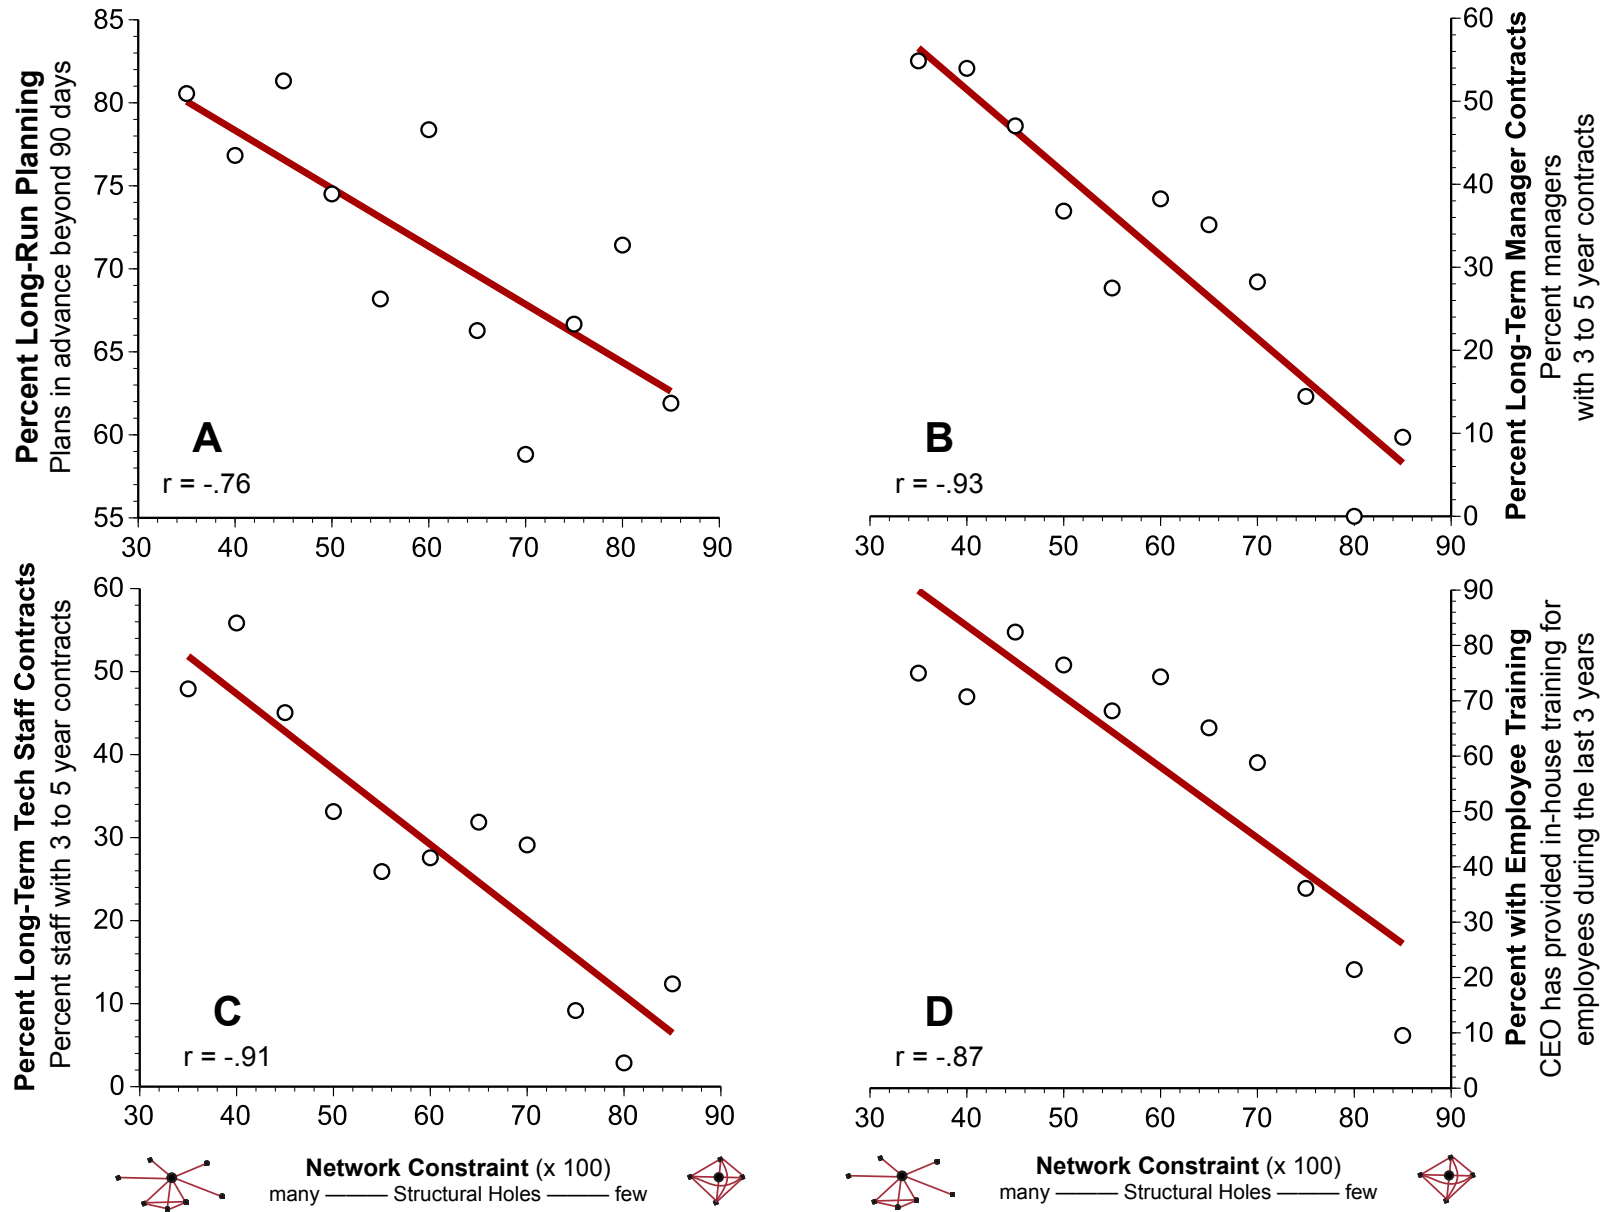 Percent Long-Run Planning
Plans in advance beyond 90 days
85
80
75
70
65
60
55
A
r = -.76
30 40 50 60 70 80 90
60
50
40
30
20
10
0
Percent Long-Term Manager Contracts
Percent managers
with 3 to 5 year contracts
B
r = -.93
30 40 50 60 70 80 90
Percent Long-Term Tech Staff Contracts
Percent staff with 3 to 5 year contracts
60
50
40
30
20
10
0
C
r = -.91
30 40 50 60 70 80 90
90
80
70
60
50
40
30
20
10
0
Percent with Employee Training
CEO has provided in-house training for
employees during the last 3 years
D
r = -.87
30 40 50 60 70 80 90
Network Constraint (x 100)
many ——— Structural Holes ——— few
Network Constraint (x 100)
many ——— Structural Holes ——— few